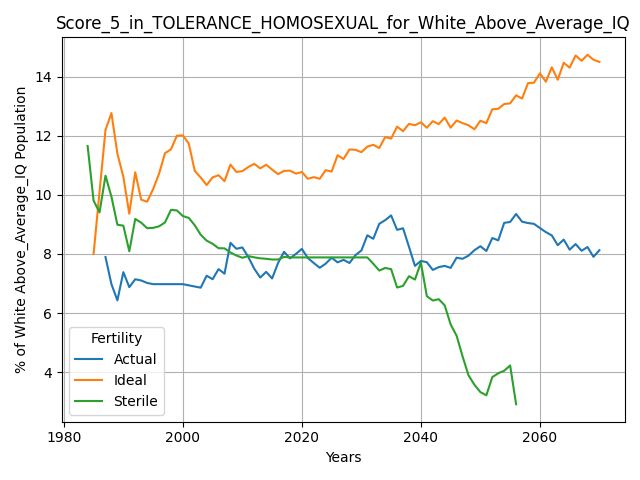 Score_5_in_TOLERANCE_HOMOSEXUAL_for_White_Above_Average_IQ
% of White Above_Average_IQ Population
14
12
10
8
6
4
Fertility
Actual
Ideal
Sterile
1980 2000 2020 2040 2060
Years